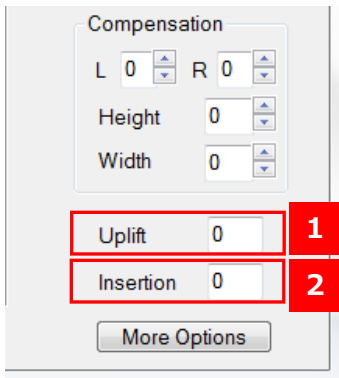 Compensation
L 0 R 0
Height 0
Width 0
Uplift 0 1
Insertion 0 2
More Options